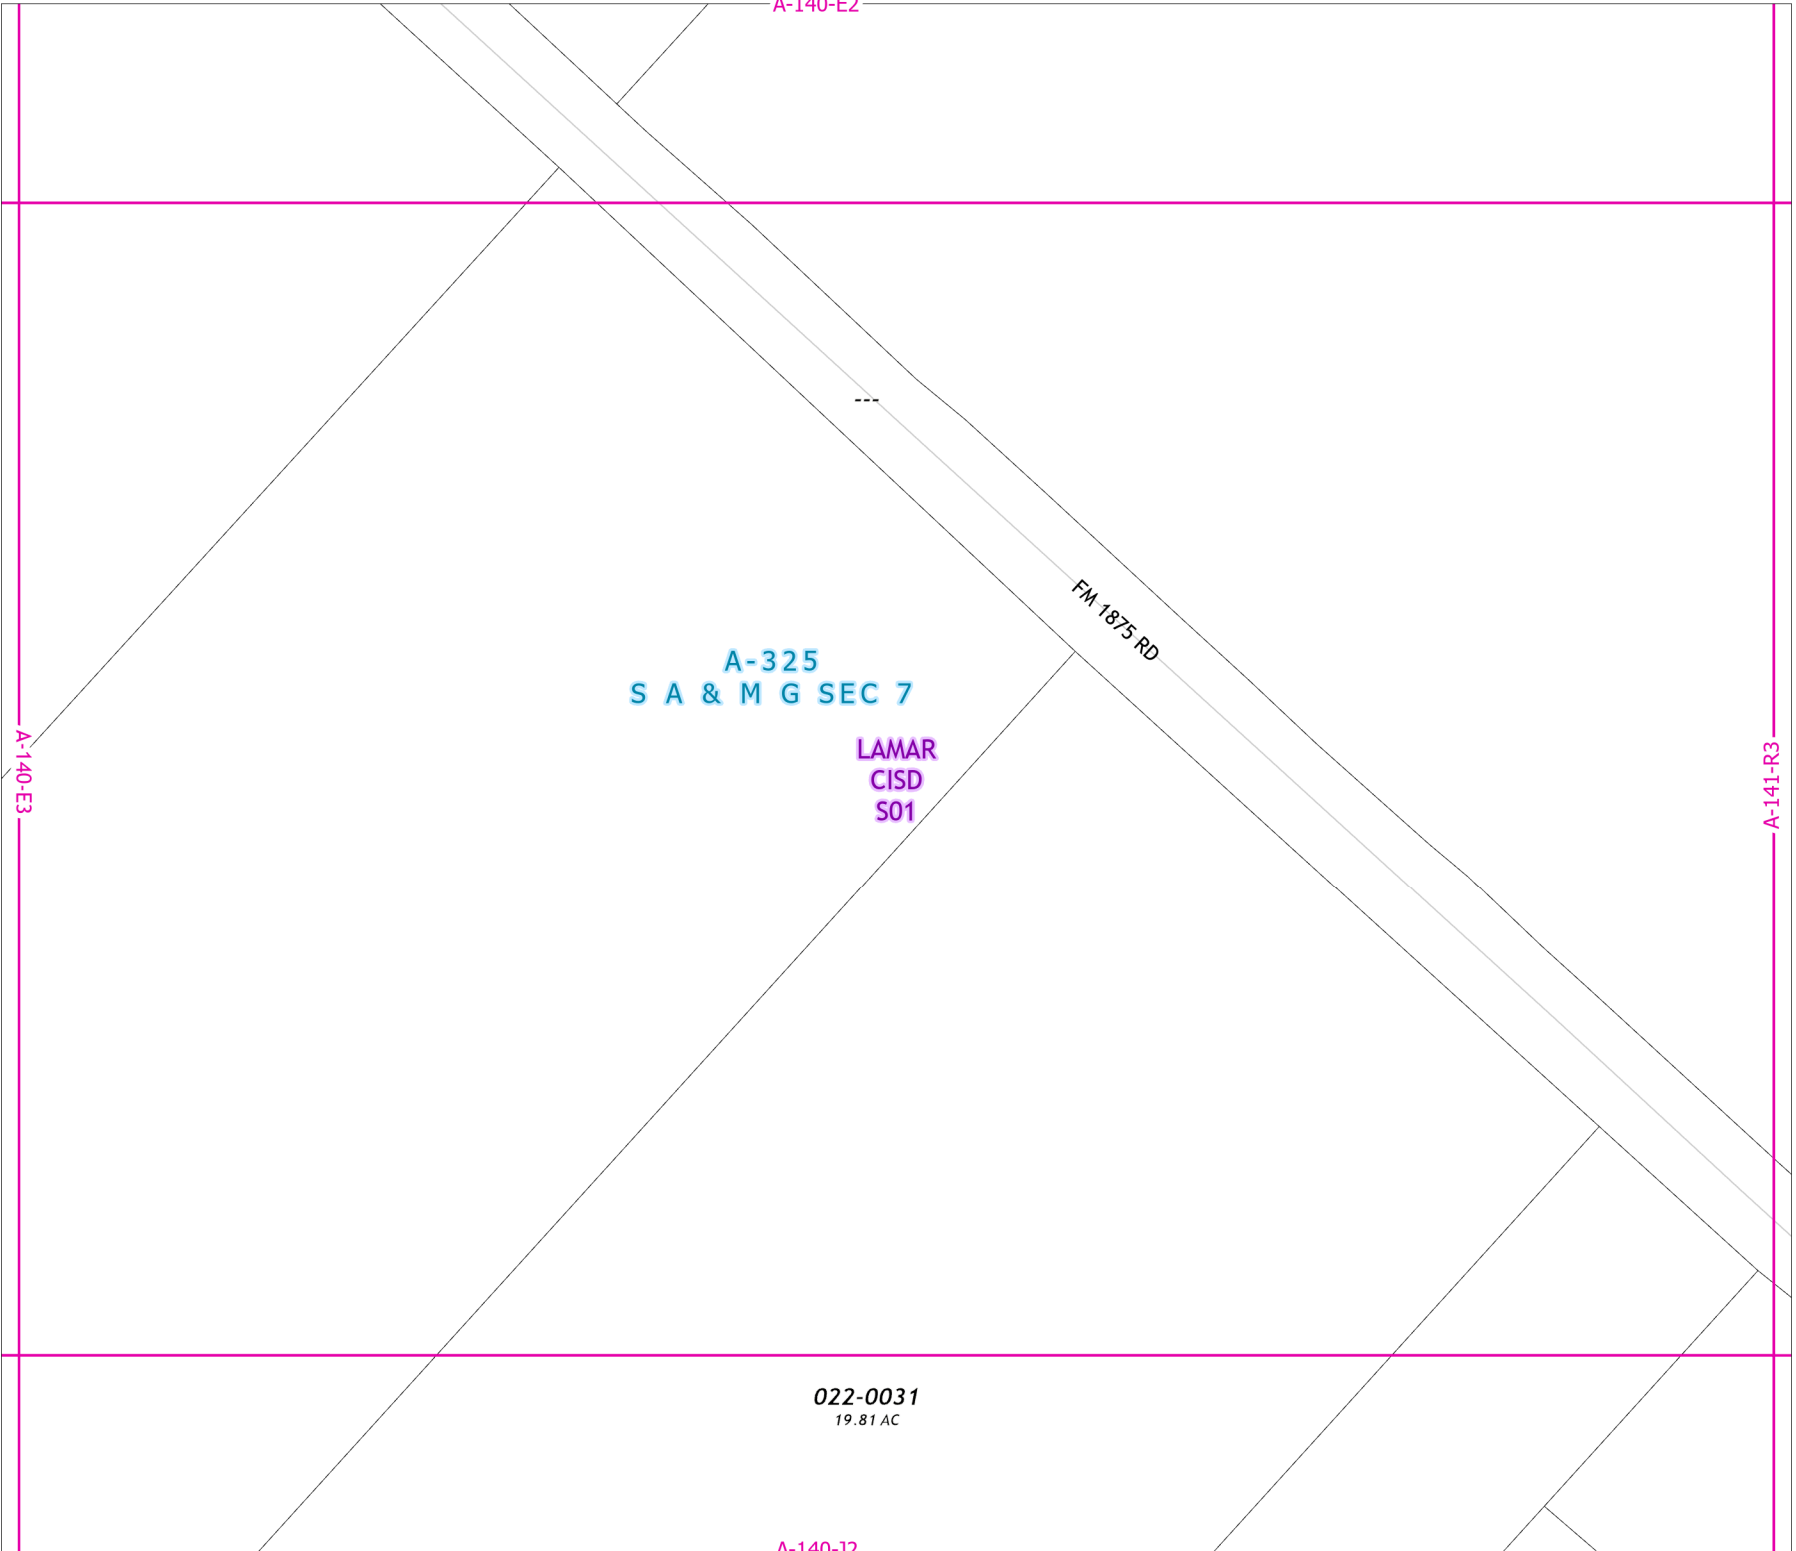 A-140-E2
---
FM 1875 RD
A-325
S A & M G SEC 7
LAMAR
CISD
S01
A-140-E3
A-141-R3
022-0031
19.81 AC
A-140-J2